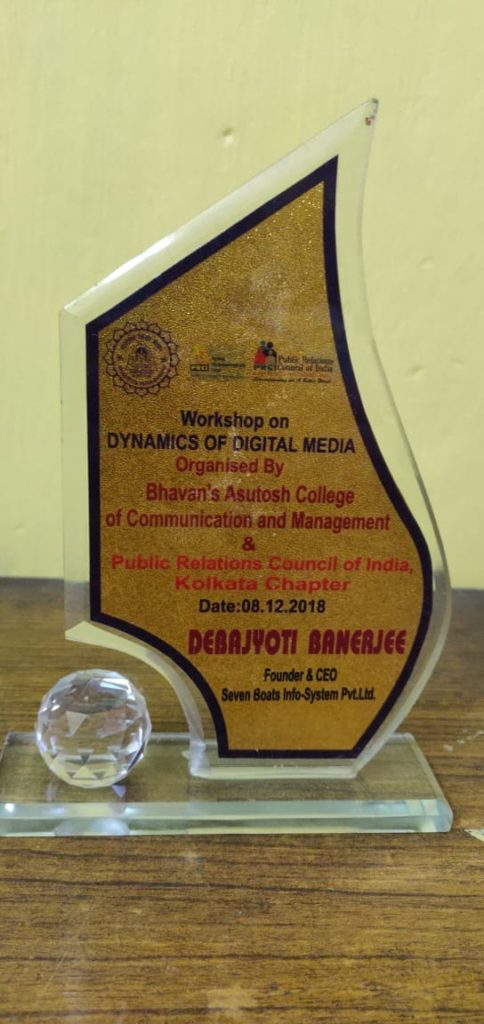 PRCI
PRCI
Public Relations
Council of India
Workshop on
DYNAMICS OF DIGITAL MEDIA
Organised By
Bhavan's Asutosh College
of Communication and Management
&
Public Relations Council of India,
Kolkata Chapter
Date:08.12.2018
DEBAJYOTI BANERJEE
Founder & CEO
Seven Boats Info-System Pvt.Ltd.